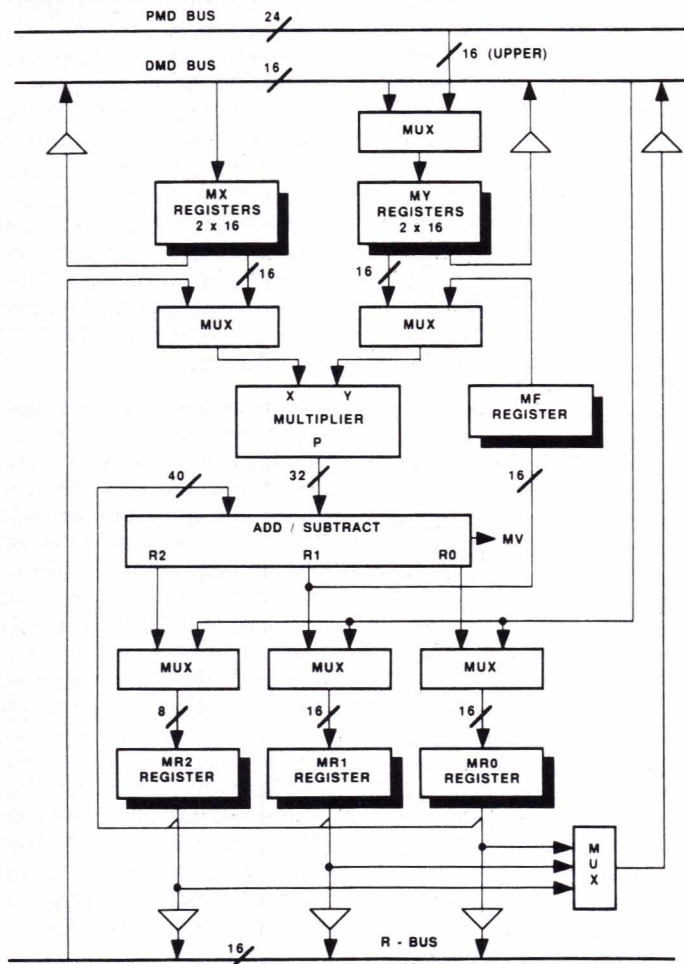 PMD BUS 24
16 (UPPER)
DMD BUS 16
MUX
MX
REGISTERS
2 x 16
MY
REGISTERS
2 x 16
16
16
MUX
MUX
X Y
MULTIPLIER
P
MF
REGISTER
40
32
16
ADD / SUBTRACT
R2 R1 R0
MV
MUX
MUX
MUX
8
16
16
MR2
REGISTER
MR1
REGISTER
MR0
REGISTER
MUX
16
R - BUS